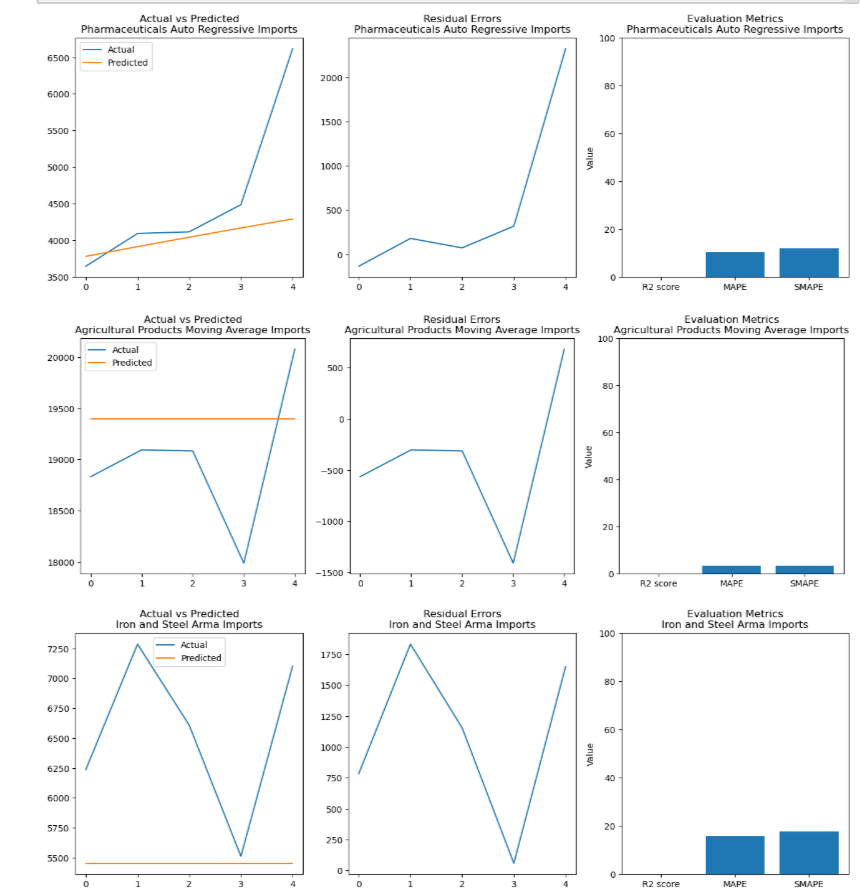 Actual vs Predicted
Pharmaceuticals Auto Regressive Imports
Actual
Predicted
6500
6000
5500
5000
4500
4000
3500
0 1 2 3 4
Residual Errors
Pharmaceuticals Auto Regressive Imports
2000
1500
1000
500
0
0 1 2 3 4
Evaluation Metrics
Pharmaceuticals Auto Regressive Imports
Value
100
80
60
40
20
0
R2 score MAPE SMAPE
Actual vs Predicted
Agricultural Products Moving Average Imports
Actual
Predicted
20000
19500
19000
18500
18000
0 1 2 3 4
Residual Errors
Agricultural Products Moving Average Imports
500
0
−500
−1000
−1500
0 1 2 3 4
Evaluation Metrics
Agricultural Products Moving Average Imports
Value
100
80
60
40
20
0
R2 score MAPE SMAPE
Actual vs Predicted
Iron and Steel Arma Imports
Actual
Predicted
7250
7000
6750
6500
6250
6000
5750
5500
0 1 2 3 4
Residual Errors
Iron and Steel Arma Imports
1750
1500
1250
1000
750
500
250
0
0 1 2 3 4
Evaluation Metrics
Iron and Steel Arma Imports
Value
100
80
60
40
20
0
R2 score MAPE SMAPE